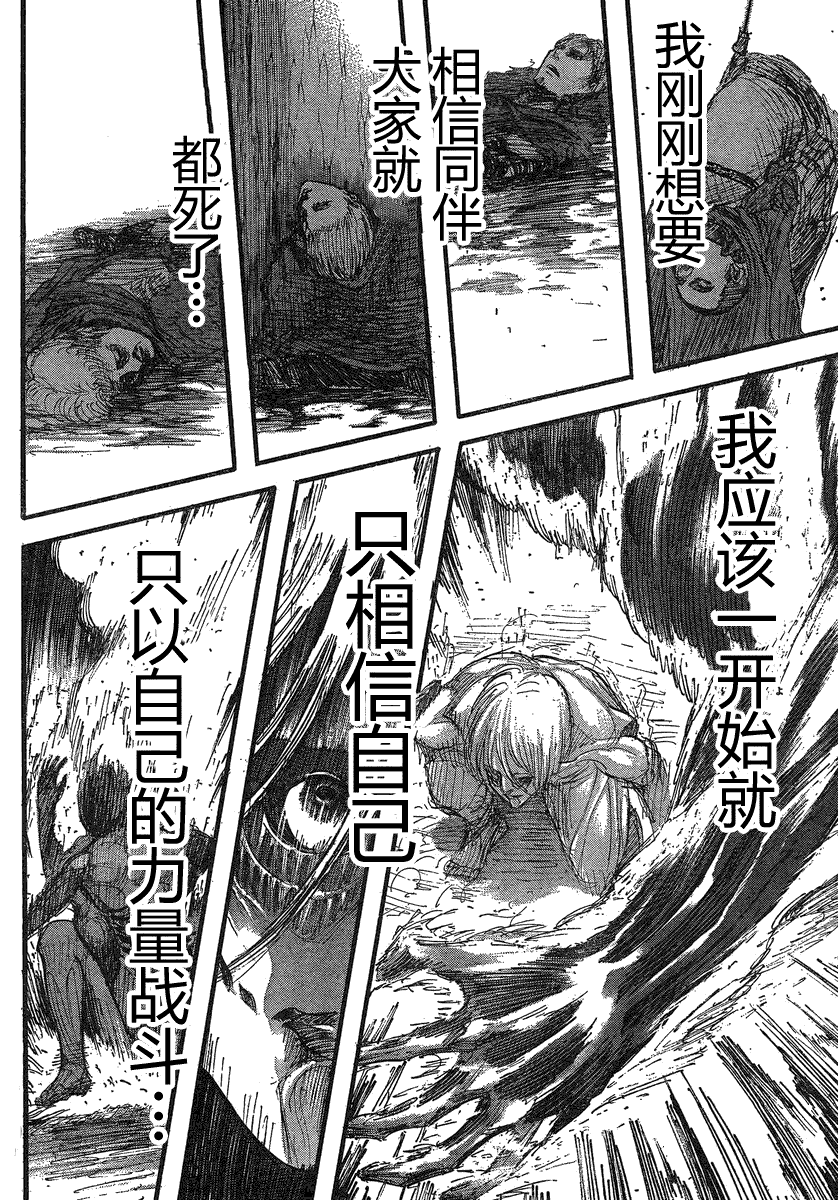 我刚刚想要
相信同伴
大家就
都死了…
我应该一开始就
只相信自己
只以自己的力量战斗…